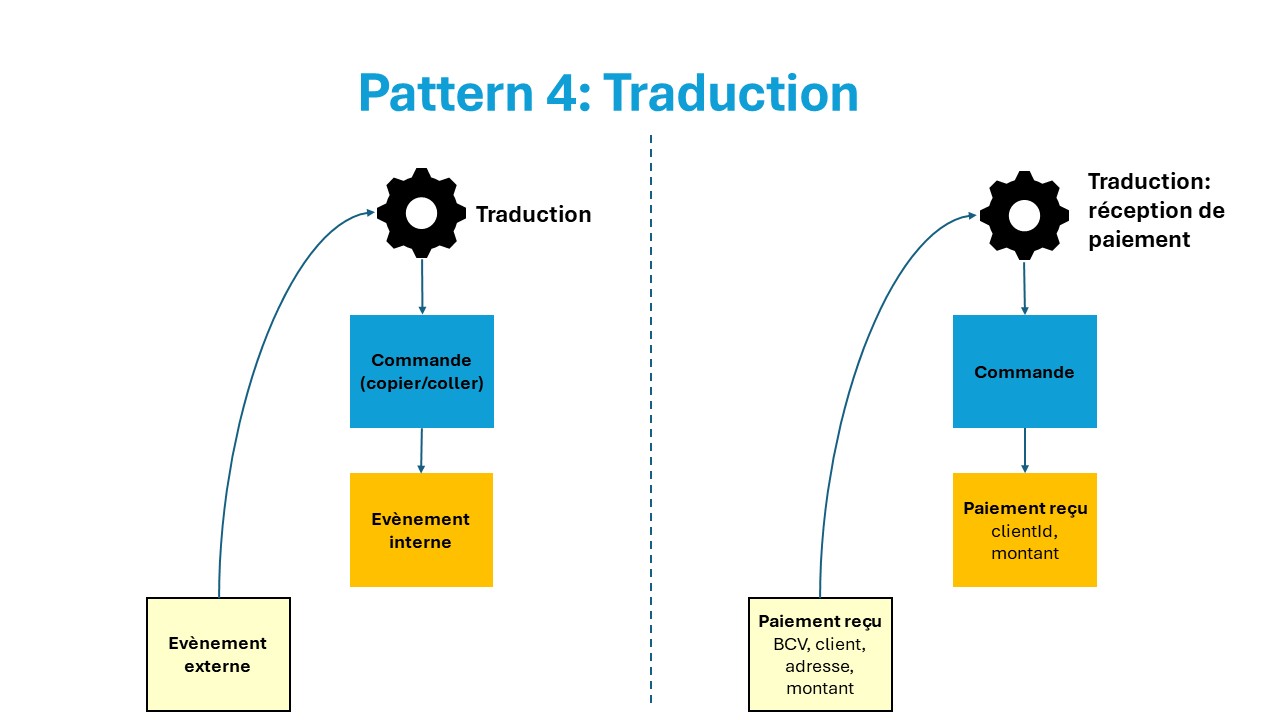 Pattern 4: Traduction
Traduction
Commande
(copier/coller)
Evènement
interne
Evènement
externe
Traduction:
réception de
paiement
Commande
Paiement reçu
clientId,
montant
Paiement reçu
BCV, client,
adresse,
montant